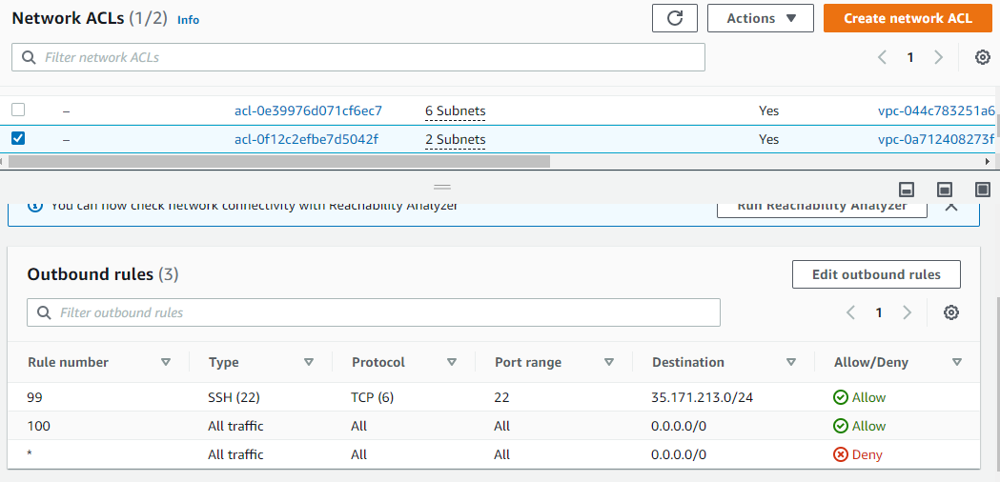 Network ACLs (1/2) Info
Actions ▼
Create network ACL
Filter network ACLs
1
– acl-0e39976d071cf6ec7 6 Subnets Yes vpc-044c783251a6
– acl-0f12c2efbe7d5042f 2 Subnets Yes vpc-0a712408273f
You can now check network connectivity with Reachability Analyzer
Run Reachability Analyzer
Outbound rules (3)
Edit outbound rules
Filter outbound rules
1
Rule number Type Protocol Port range Destination Allow/Deny
99 SSH (22) TCP (6) 22 35.171.213.0/24 Allow
100 All traffic All All 0.0.0.0/0 Allow
* All traffic All All 0.0.0.0/0 Deny